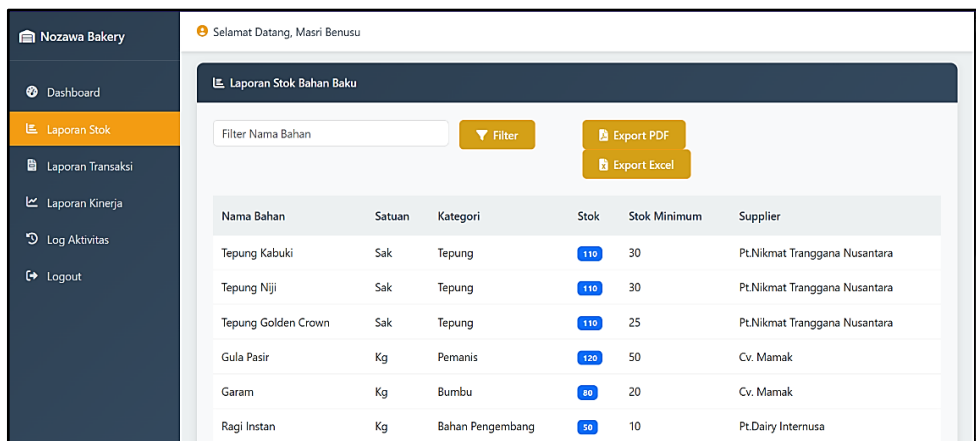 Nozawa Bakery
Dashboard
Laporan Stok
Laporan Transaksi
Laporan Kinerja
Log Aktivitas
Logout
Selamat Datang, Masri Benusu
Laporan Stok Bahan Baku
Filter Nama Bahan
Filter
Export PDF
Export Excel
Nama Bahan Satuan Kategori Stok Stok Minimum Supplier
Tepung Kabuki Sak Tepung 110 30 Pt.Nikmat Tranggana Nusantara
Tepung Niji Sak Tepung 110 30 Pt.Nikmat Tranggana Nusantara
Tepung Golden Crown Sak Tepung 110 25 Pt.Nikmat Tranggana Nusantara
Gula Pasir Kg Pemanis 120 50 Cv. Mamak
Garam Kg Bumbu 80 20 Cv. Mamak
Ragi Instan Kg Bahan Pengembang 50 10 Pt.Dairy Internusa